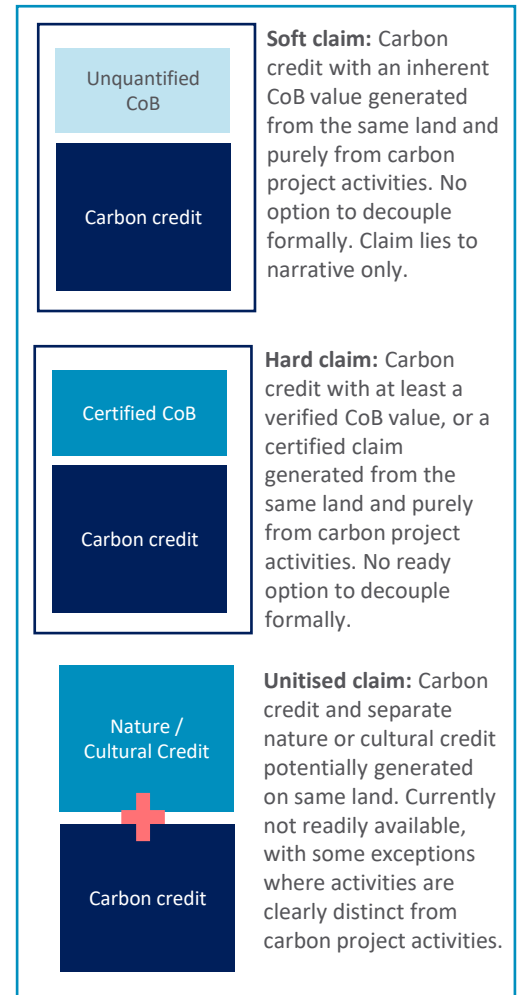 Unquantified
CoB
Carbon credit
Soft claim: Carbon
credit with an inherent
CoB value generated
from the same land and
purely from carbon
project activities. No
option to decouple
formally. Claim lies to
narrative only.
Certified CoB
Carbon credit
Hard claim: Carbon
credit with at least a
verified CoB value, or a
certified claim
generated from the
same land and purely
from carbon project
activities. No ready
option to decouple
formally.
Nature /
Cultural Credit
Carbon credit
Unitised claim: Carbon
credit and separate
nature or cultural credit
potentially generated
on same land. Currently
not readily available,
with some exceptions
where activities are
clearly distinct from
carbon project activities.